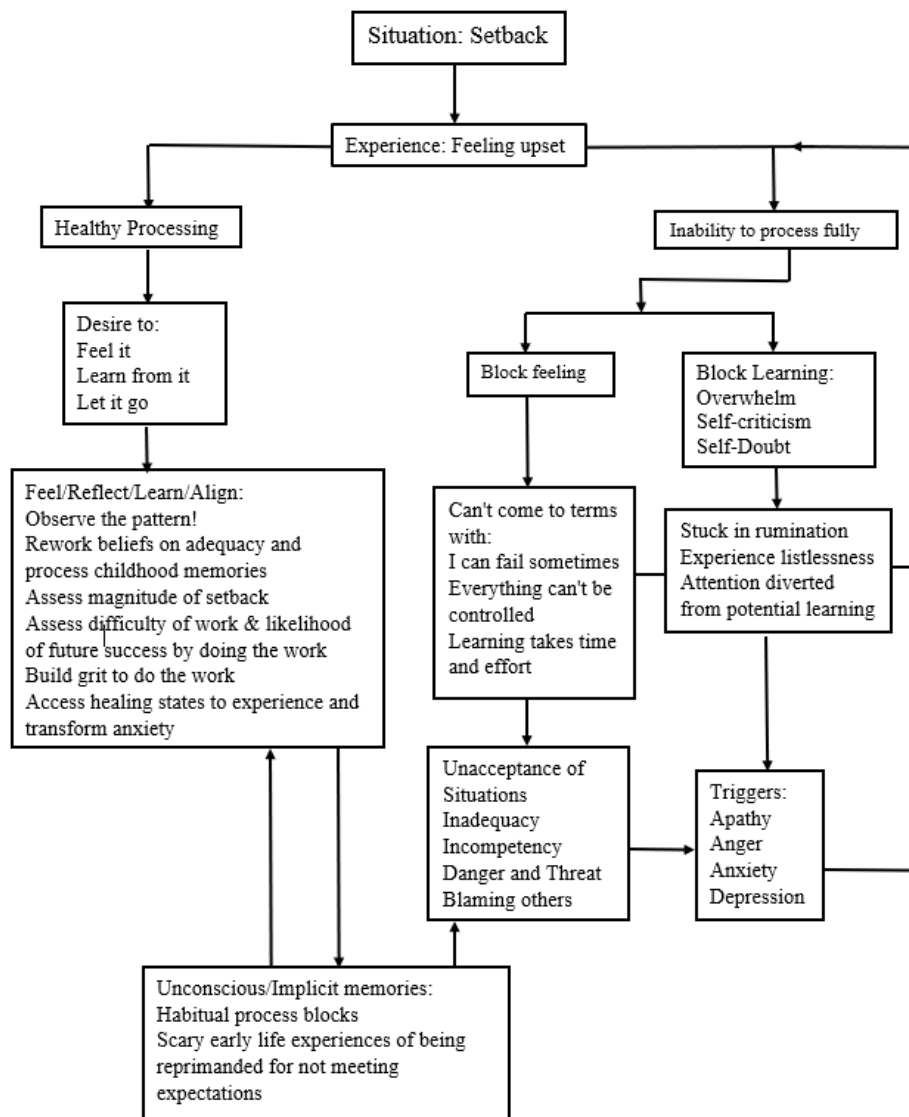 Situation: Setback
Experience: Feeling upset
Healthy Processing
Inability to process fully
Desire to:
Feel it
Learn from it
Let it go
Block feeling
Block Learning:
Overwhelm
Self-criticism
Self-Doubt
Feel/Reflect/Learn/Align:
Observe the pattern!
Rework beliefs on adequacy and
process childhood memories
Assess magnitude of setback
Assess difficulty of work & likelihood
of future success by doing the work
Build grit to do the work
Access healing states to experience and
transform anxiety
Can't come to terms
with:
I can fail sometimes
Everything can't be
controlled
Learning takes time
and effort
Stuck in rumination
Experience listlessness
Attention diverted
from potential learning
Unacceptance of
Situations
Inadequacy
Incompetency
Danger and Threat
Blaming others
Triggers:
Apathy
Anger
Anxiety
Depression
Unconscious/Implicit memories:
Habitual process blocks
Scary early life experiences of being
reprimanded for not meeting
expectations